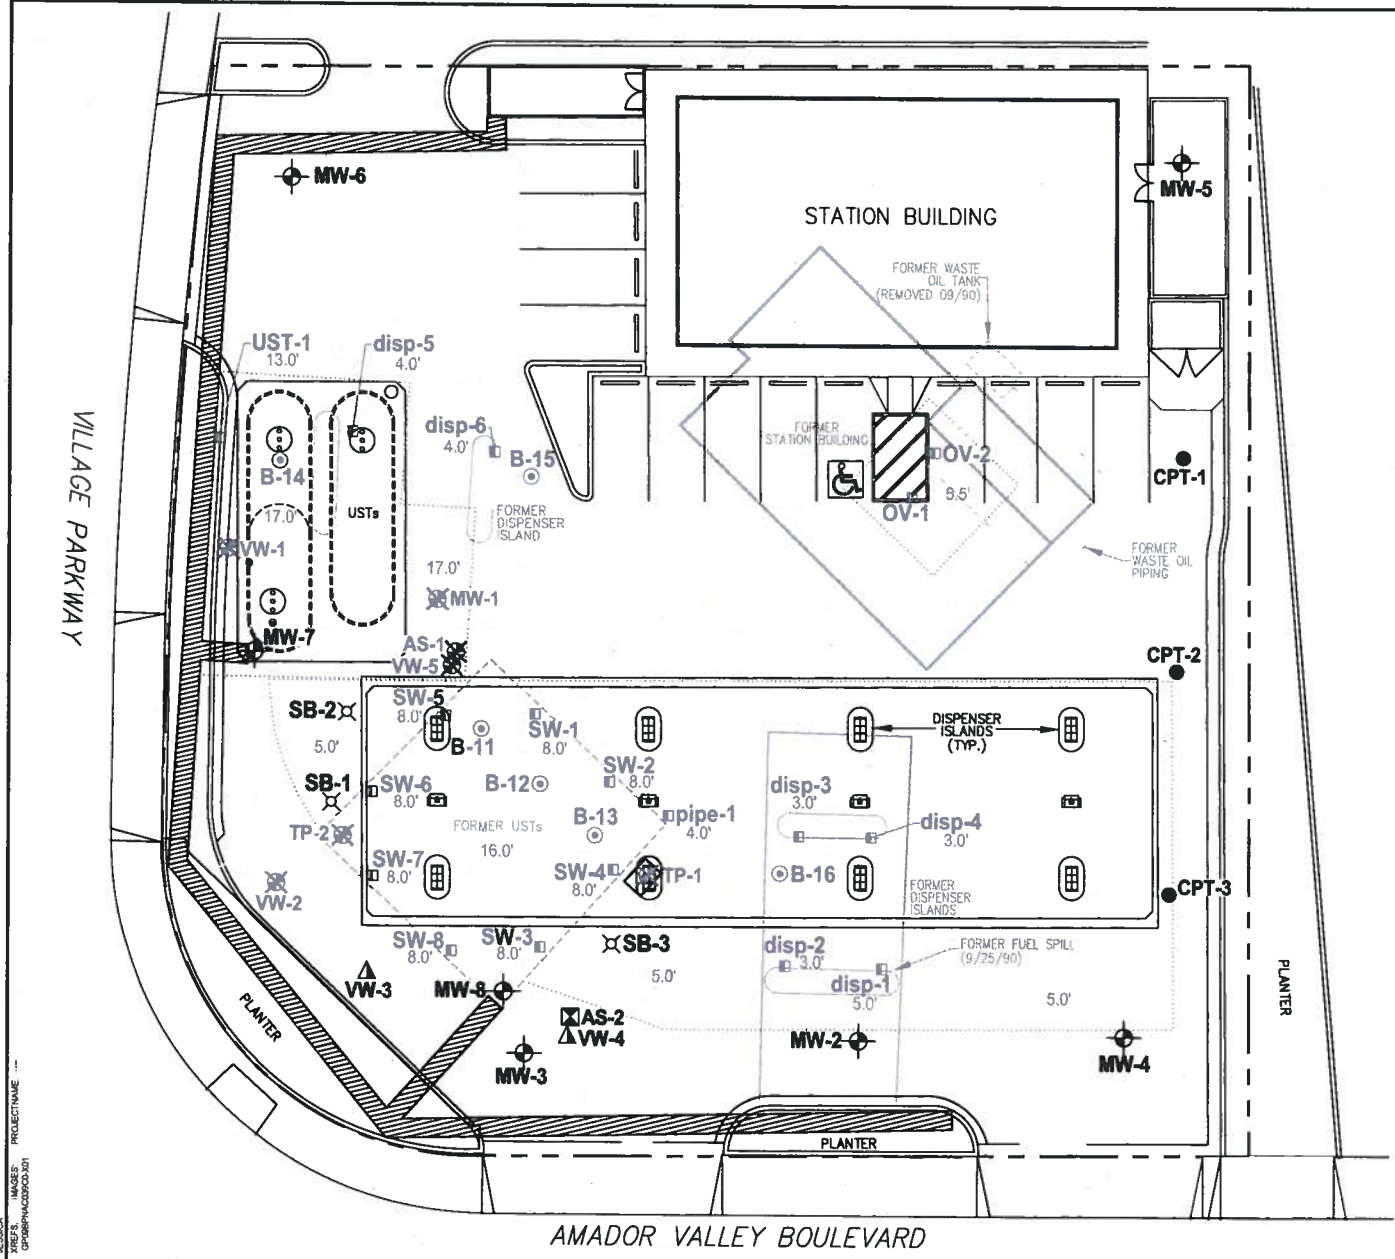 MW-6
MW-5
STATION BUILDING
FORMER WASTE
OIL TANK
(REMOVED 09/90)
UST-1
13.0'
disp-5
4.0'
disp-6
4.0'
B-15
B-14
17.0'
USTs
FORMER
DISPENSER
ISLAND
FORMER
STATION BUILDING
OV-2
6.5'
OV-1
CPT-1
VW-1
17.0'
MW-1
FORMER
WASTE OIL
PIPING
VILLAGE PARKWAY
MW-7
AS-1
VW-5
CPT-2
SW-5
8.0'
SB-2
5.0'
B-11
SW-1
8.0'
DISPENSER
ISLANDS
(TYP.)
SB-1
SW-6
8.0'
B-12
SW-2
8.0'
disp-3
3.0'
TP-2
FORMER USTs
16.0'
B-13
pipe-1
4.0'
disp-4
3.0'
SW-7
8.0'
SW-4
8.0'
TP-1
B-16
FORMER
DISPENSER
ISLANDS
CPT-3
VW-2
SW-8
8.0'
SW-3
8.0'
SB-3
5.0'
disp-2
3.0'
disp-1
5.0'
FORMER FUEL SPILL
(9/25/90)
5.0'
VW-3
MW-8
PLANTER
PLANTER
AS-2
VW-4
MW-3
MW-2
MW-4
PLANTER
AMADOR VALLEY BOULEVARD
XREFS: IMAGES: PROJECTNAME: ---